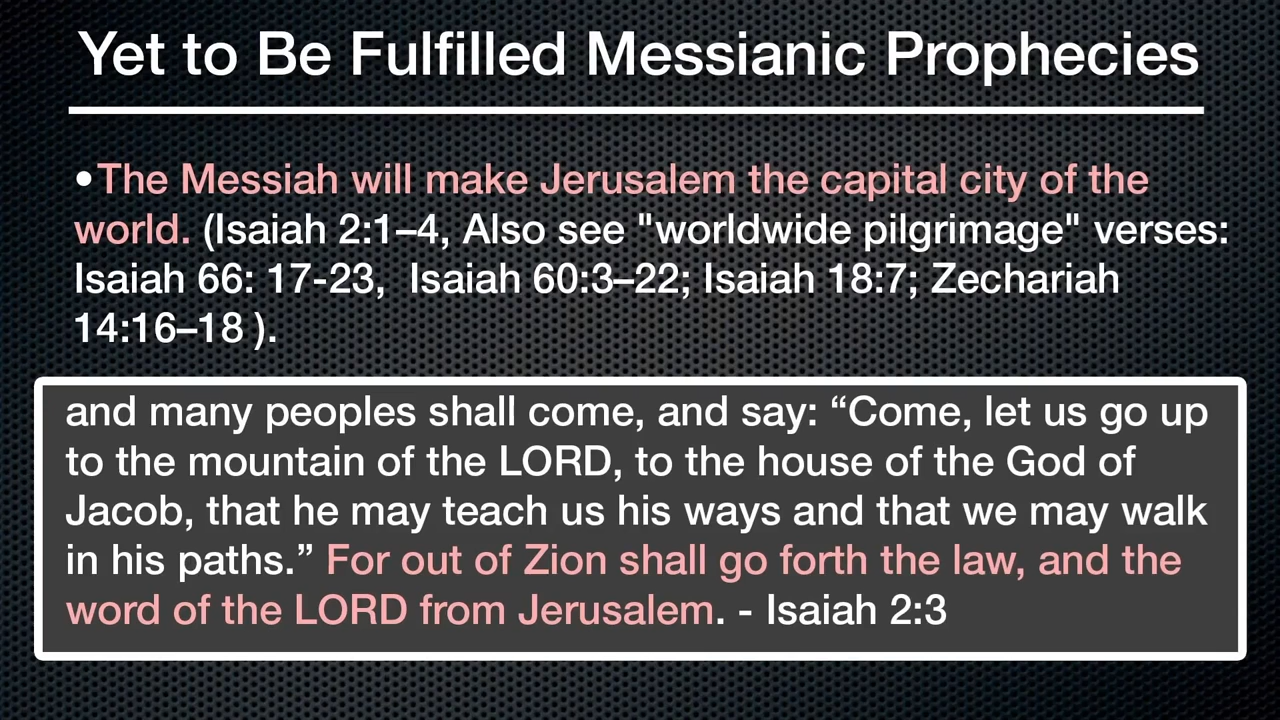 Yet to Be Fulfilled Messianic Prophecies
•The Messiah will make Jerusalem the capital city of the
world. (Isaiah 2:1–4, Also see "worldwide pilgrimage" verses:
Isaiah 66: 17-23,  Isaiah 60:3–22; Isaiah 18:7; Zechariah
14:16–18 ).
and many peoples shall come, and say: “Come, let us go up
to the mountain of the LORD, to the house of the God of
Jacob, that he may teach us his ways and that we may walk
in his paths.” For out of Zion shall go forth the law, and the
word of the LORD from Jerusalem. - Isaiah 2:3